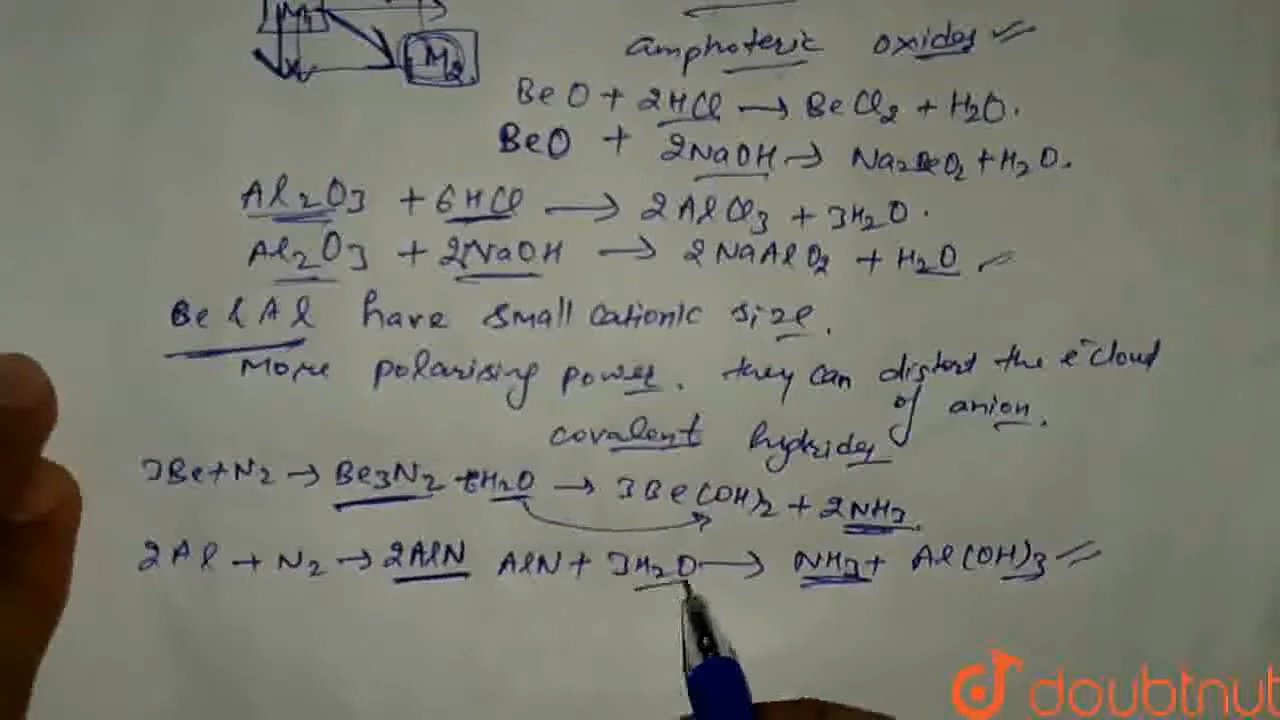 M2
amphoteric oxides
BeO + 2HCl → BeCl2 + H2O.
BeO + 2NaOH → Na2BeO2 + H2O.
Al2O3 + 6HCl → 2AlCl3 + 3H2O.
Al2O3 + 2NaOH → 2NaAlO2 + H2O
Be & Al have small cationic size.
More polarising power. they can distort the e⁻ cloud
of anion.
covalent hydrides
3Be + N2 → Be3N2 + 6H2O → 3Be(OH)2 + 2NH3.
2Al + N2 → 2AlN AlN + 3H2O → NH3 + Al(OH)3
doubtnut